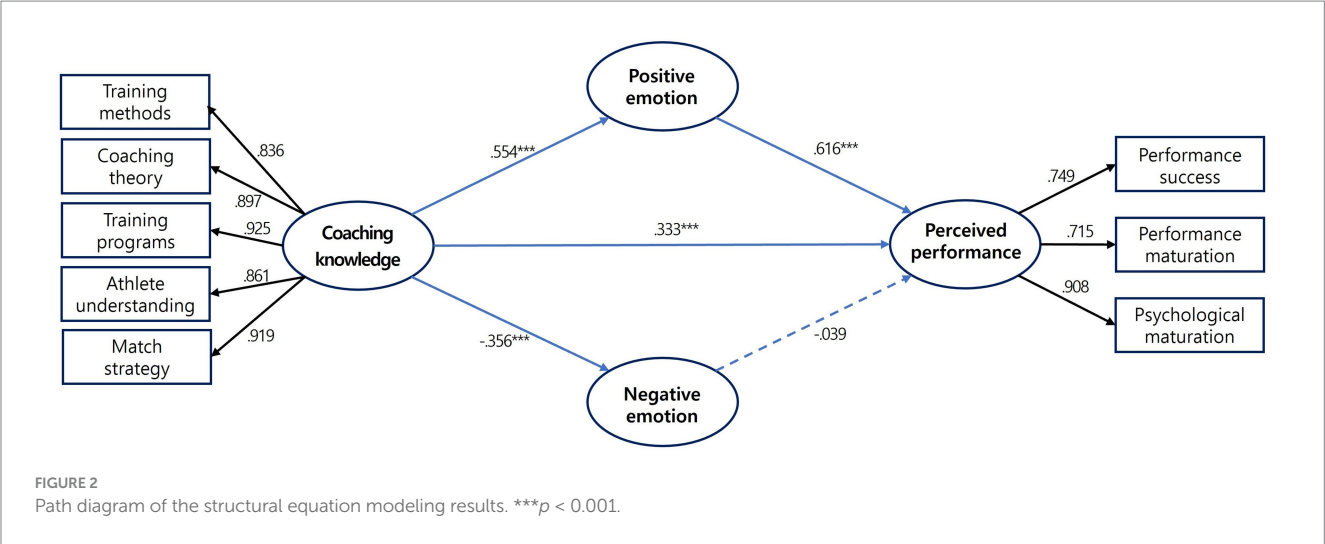 Training
methods
Coaching
theory
Training
programs
Athlete
understanding
Match
strategy
.836
.897
.925
.861
.919
Coaching
knowledge
.554***
.333***
-.356***
Positive
emotion
Negative
emotion
.616***
-.039
Perceived
performance
.749
.715
.908
Performance
success
Performance
maturation
Psychological
maturation
FIGURE 2
Path diagram of the structural equation modeling results. ***p < 0.001.